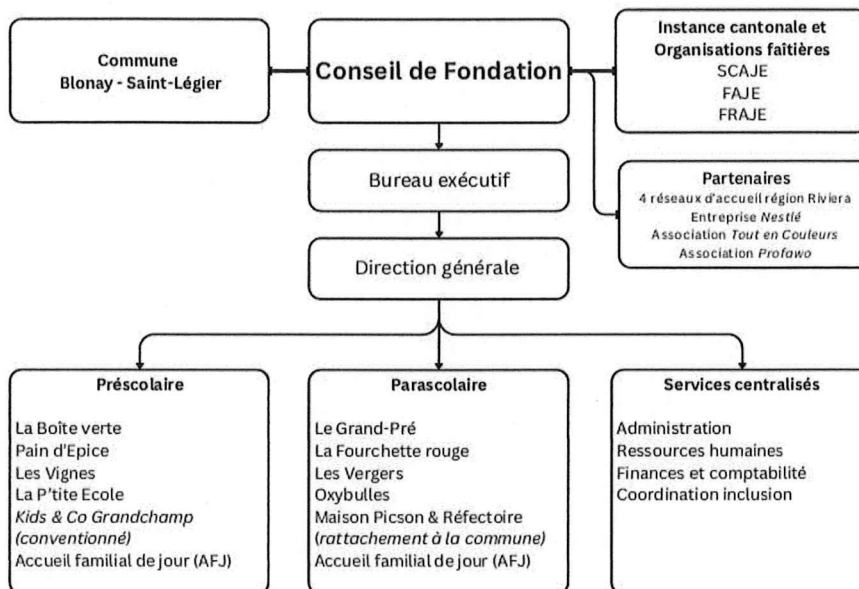 Commune
Blonay - Saint-Légier
Conseil de Fondation
Instance cantonale et
Organisations faîtières
SCAJE
FAJE
FRAJE
Bureau exécutif
Partenaires
4 réseaux d'accueil région Riviera
Entreprise Nestlé
Association Tout en Couleurs
Association Profawo
Direction générale
Préscolaire
La Boîte verte
Pain d'Epice
Les Vignes
La P'tite Ecole
Kids & Co Grandchamp
(conventionné)
Accueil familial de jour (AFJ)
Parascolaire
Le Grand-Pré
La Fourchette rouge
Les Vergers
Oxybulles
Maison Picson & Réfectoire
(rattachement à la commune)
Accueil familial de jour (AFJ)
Services centralisés
Administration
Ressources humaines
Finances et comptabilité
Coordination inclusion